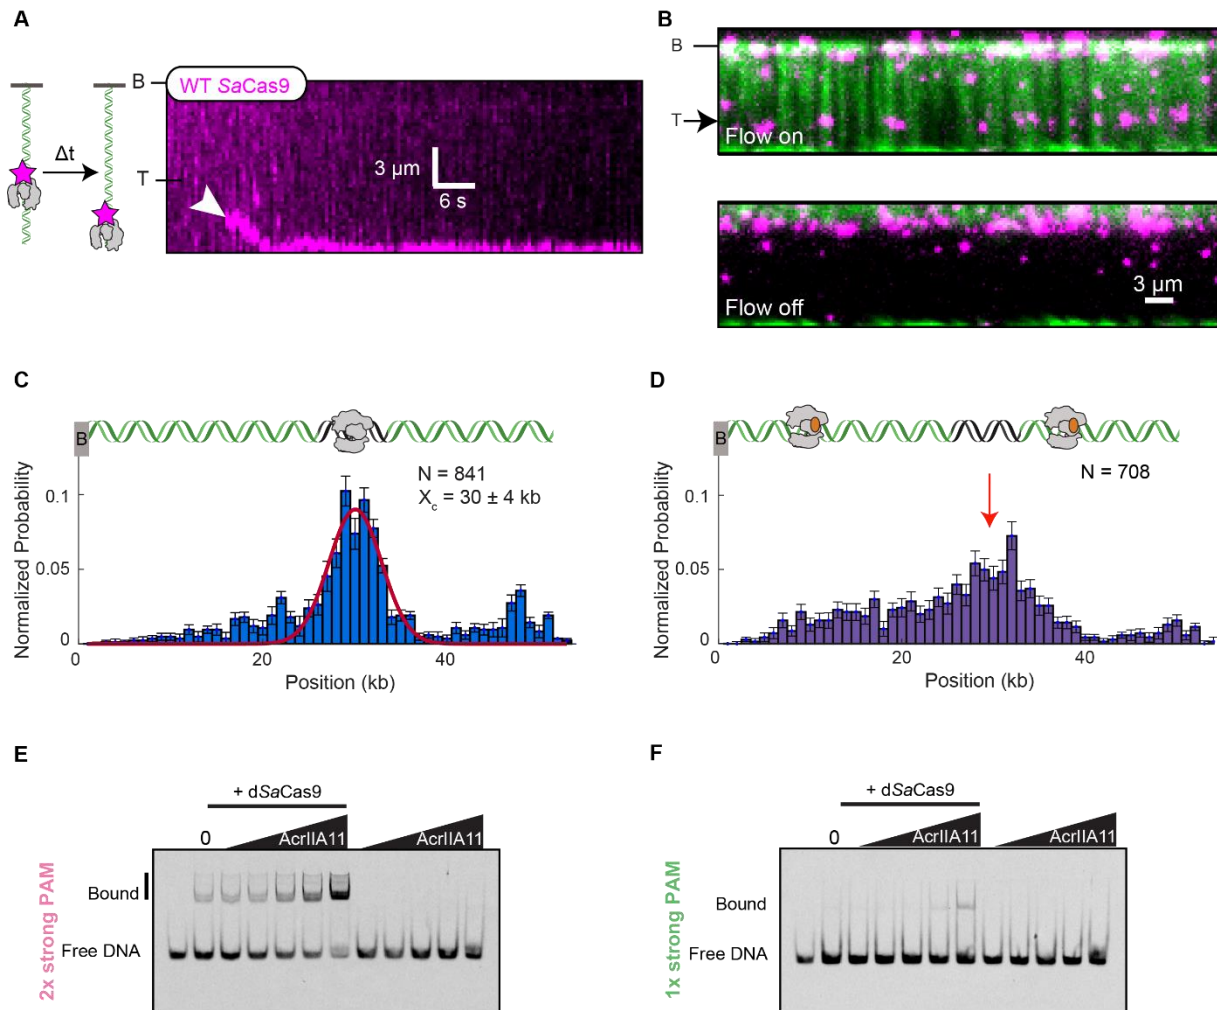 A
B
WT SaCas9
Δt
T
3 µm
6 s
B
B
T
Flow on
Flow off
3 µm
C
B
N = 841
Xc = 30 ± 4 kb
Normalized Probability
0.1
0.05
0
0
20
40
Position (kb)
D
B
N = 708
Normalized Probability
0.1
0.05
0
0
20
40
Position (kb)
E
+ dSaCas9
0
AcrIIA11
AcrIIA11
2x strong PAM
Bound
Free DNA
F
+ dSaCas9
0
AcrIIA11
AcrIIA11
1x strong PAM
Bound
Free DNA